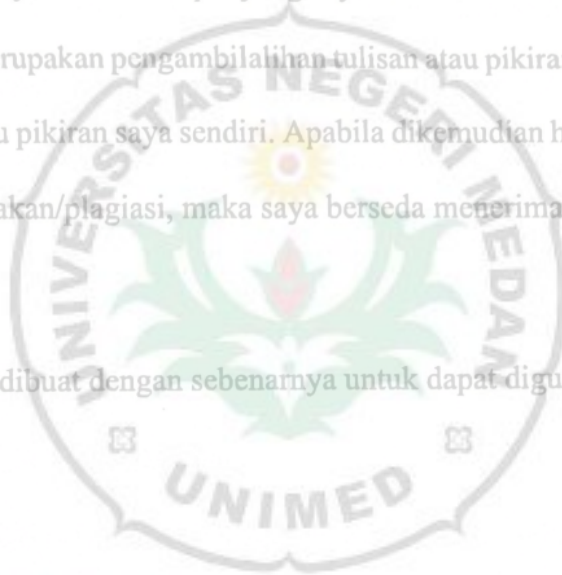 rupakan pengambilalihan tulisan atau pikira
u pikiran saya sendiri. Apabila dikemudian h
akan/plagiasi, maka saya berseda menerima
dibuat dengan sebenarnya untuk dapat digu
UNIVERSITAS NEGERI MEDAN
UNIMED